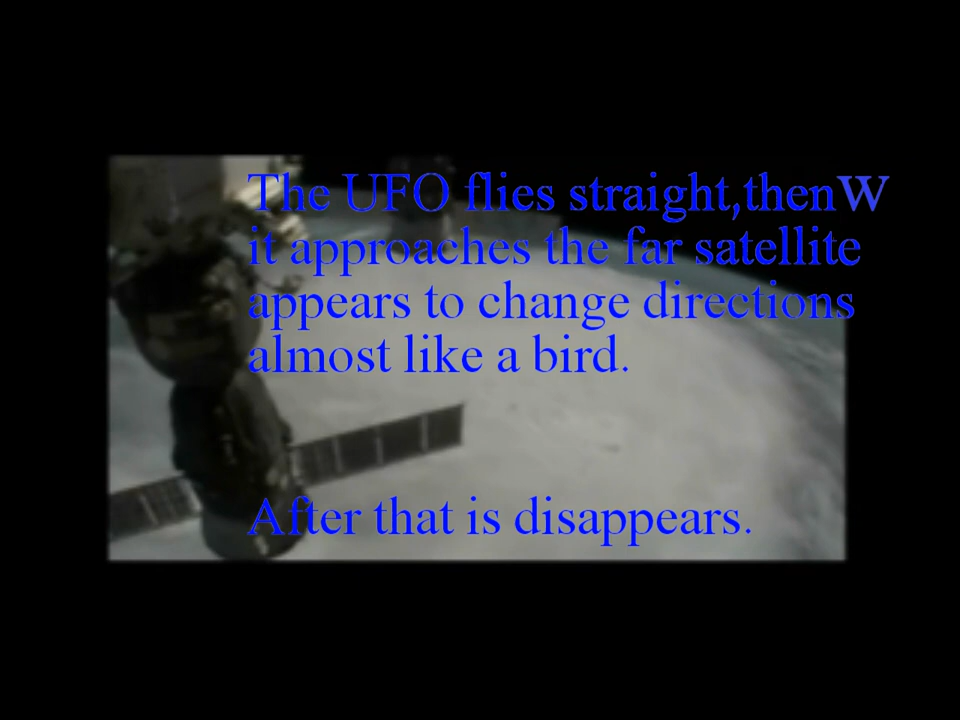 The UFO flies straight,then W
it approaches the far satellite
appears to change directions
almost like a bird.
After that is disappears.